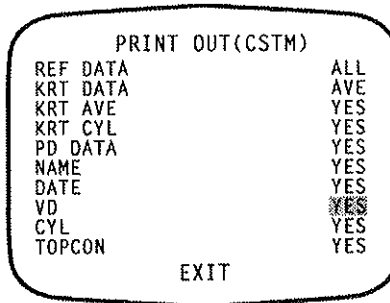 PRINT OUT(CSTM)
REF DATA ALL
KRT DATA AVE
KRT AVE YES
KRT CYL YES
PD DATA YES
NAME YES
DATE YES
VD YES
CYL YES
TOPCON YES
EXIT